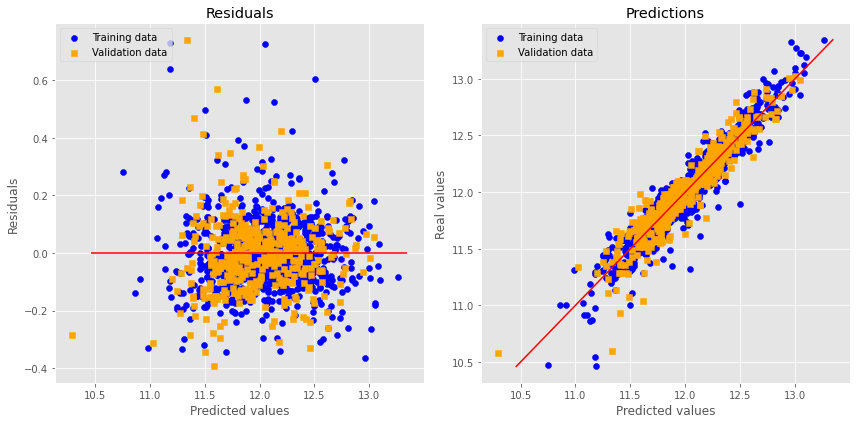 Residuals
Training data
Validation data
0.6
0.4
0.2
0.0
−0.2
−0.4
Residuals
10.5 11.0 11.5 12.0 12.5 13.0
Predicted values
Predictions
Training data
Validation data
13.0
12.5
12.0
11.5
11.0
10.5
Real values
10.5 11.0 11.5 12.0 12.5 13.0
Predicted values